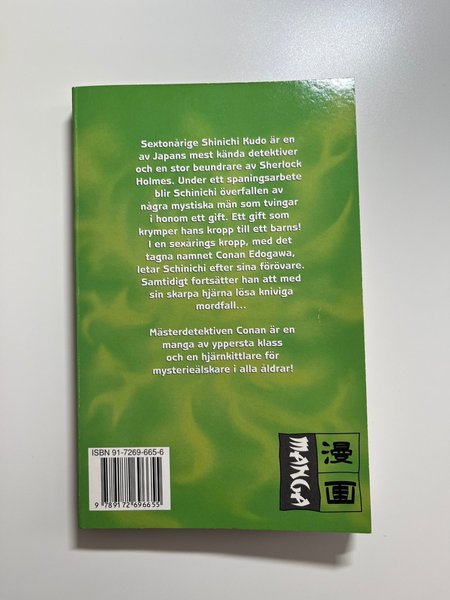 Sextonårige Shinichi Kudo är en
av Japans mest kända detektiver
och en stor beundrare av Sherlock
Holmes. Under ett spaningsarbete
blir Schinichi överfallen av
några mystiska män som tvingar
i honom ett gift. Ett gift som
krymper hans kropp till ett barns!
I en sexårings kropp, med det
tagna namnet Conan Edogawa,
letar Schinichi efter sina förövare.
Samtidigt fortsätter han att med
sin skarpa hjärna lösa kniviga
mordfall...
Mästerdetektiven Conan är en
manga av yppersta klass
och en hjärnkittlare för
mysterieälskare i alla åldrar!
ISBN 91-7269-665-6
9 789172 696655
MANGA
漫
画